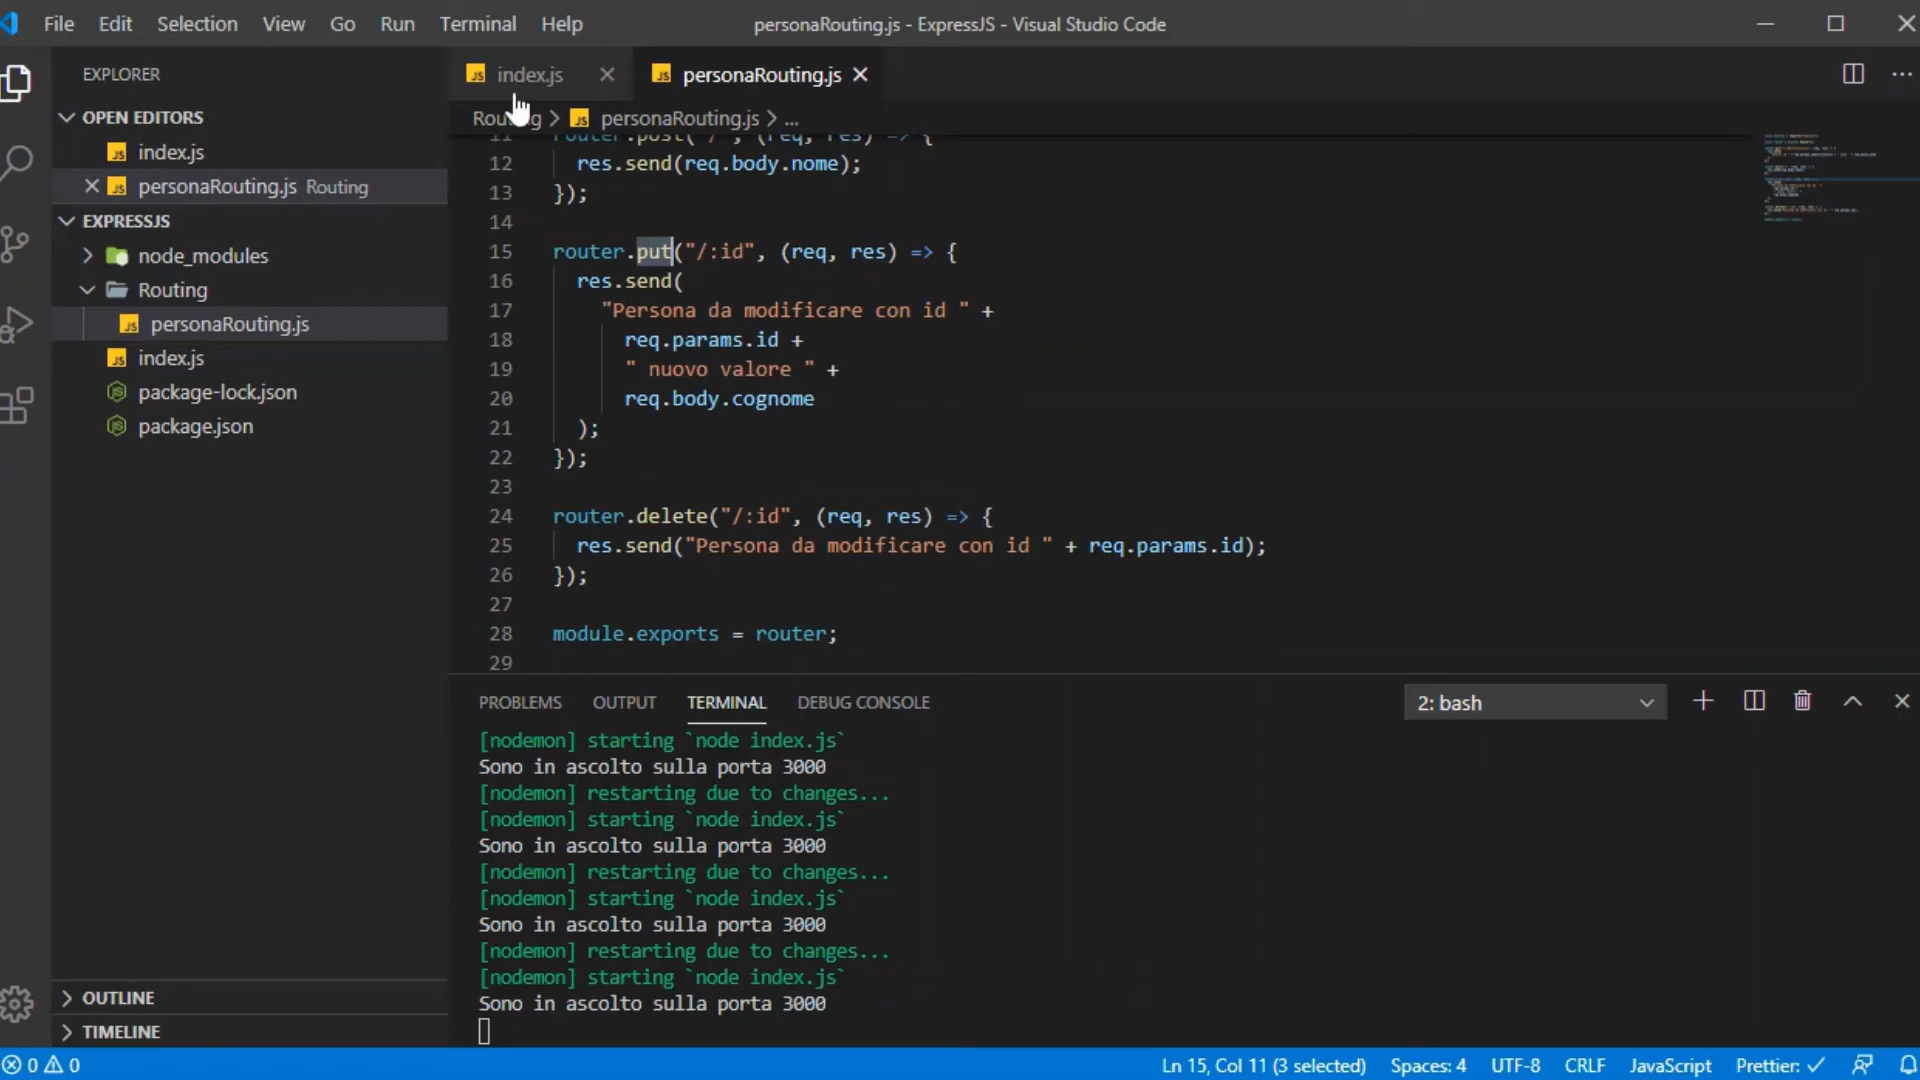 File Edit Selection View Go Run Terminal Help
personaRouting.js - ExpressJS - Visual Studio Code
EXPLORER
OPEN EDITORS
index.js
personaRouting.js Routing
EXPRESSJS
node_modules
Routing
personaRouting.js
index.js
package-lock.json
package.json
OUTLINE
TIMELINE
index.js
personaRouting.js
Routing > personaRouting.js > ...
11 router.post("/", (req, res) => {
12 res.send(req.body.nome);
13 });
14
15 router.put("/:id", (req, res) => {
16 res.send(
17 "Persona da modificare con id " +
18 req.params.id +
19 " nuovo valore " +
20 req.body.cognome
21 );
22 });
23
24 router.delete("/:id", (req, res) => {
25 res.send("Persona da modificare con id " + req.params.id);
26 });
27
28 module.exports = router;
29
PROBLEMS OUTPUT TERMINAL DEBUG CONSOLE
2: bash
[nodemon] starting `node index.js`
Sono in ascolto sulla porta 3000
[nodemon] restarting due to changes...
[nodemon] starting `node index.js`
Sono in ascolto sulla porta 3000
[nodemon] restarting due to changes...
[nodemon] starting `node index.js`
Sono in ascolto sulla porta 3000
[nodemon] restarting due to changes...
[nodemon] starting `node index.js`
Sono in ascolto sulla porta 3000
0 0
Ln 15, Col 11 (3 selected) Spaces: 4 UTF-8 CRLF JavaScript Prettier: ✓